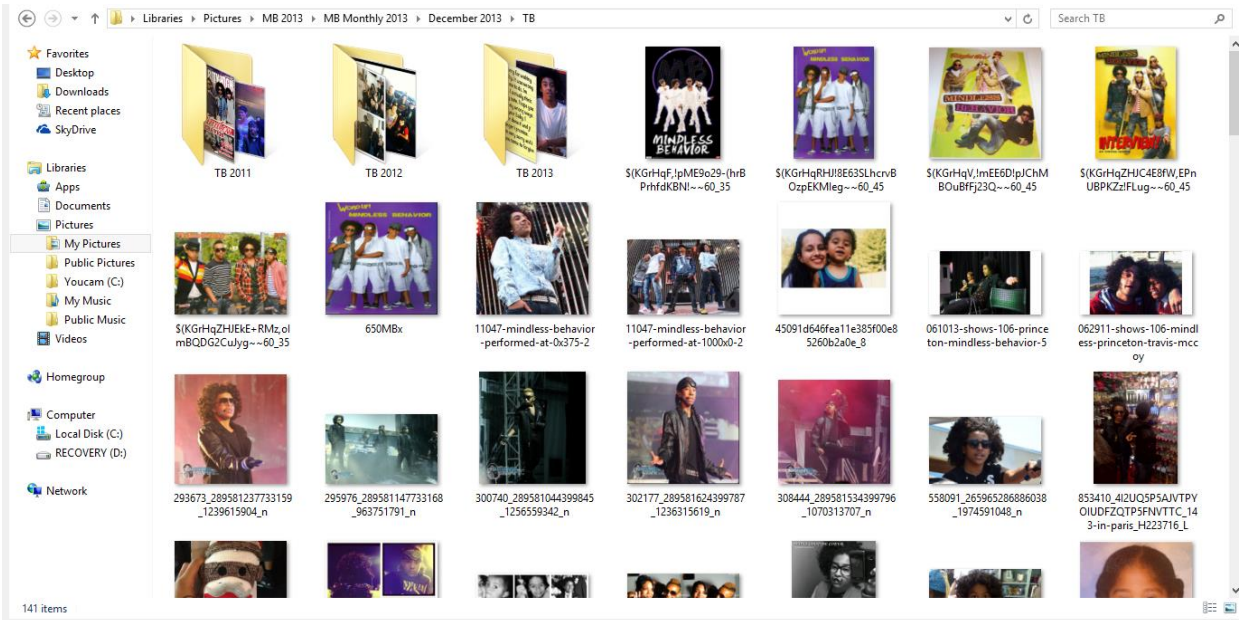 Libraries ▸ Pictures ▸ MB 2013 ▸ MB Monthly 2013 ▸ December 2013 ▸ TB
Search TB
Favorites
Desktop
Downloads
Recent places
SkyDrive
Libraries
Apps
Documents
Pictures
My Pictures
Public Pictures
Youcam (C:)
My Music
Public Music
Videos
Homegroup
Computer
Local Disk (C:)
RECOVERY (D:)
Network
TB 2011
TB 2012
TB 2013
MINDLESS
BEHAVIOR
$(KGrHqF,!pME9o29-(hrB
PrhfdKBN!~~60_35
MINDLESS BEHAVIOR
$(KGrHqRHJ!8E63SLhcrvB
OzpEKMIeg~~60_45
MINDLESS
BEHAVIOR
$(KGrHqV,!mEE6D!pJChM
BOuBfFj23Q~~60_45
MINDLESS
BEHAVIOR
INTERVIEW!
$(KGrHqZHJC4E8fW,EPn
UBPKZz!FLug~~60_45
$(KGrHqZHJEkE+RMz,oI
mBQDG2CuJyg~~60_35
MINDLESS BEHAVIOR
650MBx
11047-mindless-behavior
-performed-at-0x375-2
11047-mindless-behavior
-performed-at-1000x0-2
45091d646fea11e385f00e8
5260b2a0e_8
061013-shows-106-prince
ton-mindless-behavior-5
062911-shows-106-mindl
ess-princeton-travis-mcc
oy
293673_289581237733159
_1239615904_n
295976_289581147733168
_963751791_n
300740_289581044399845
_1256559342_n
302177_289581624399787
_1236315619_n
308444_289581534399796
_1070313707_n
558091_265965286886038
_1974591048_n
853410_4I2UQ5P5AJVTPY
OIUDFZQTP5FNVTTC_14
3-in-paris_H223716_L
141 items